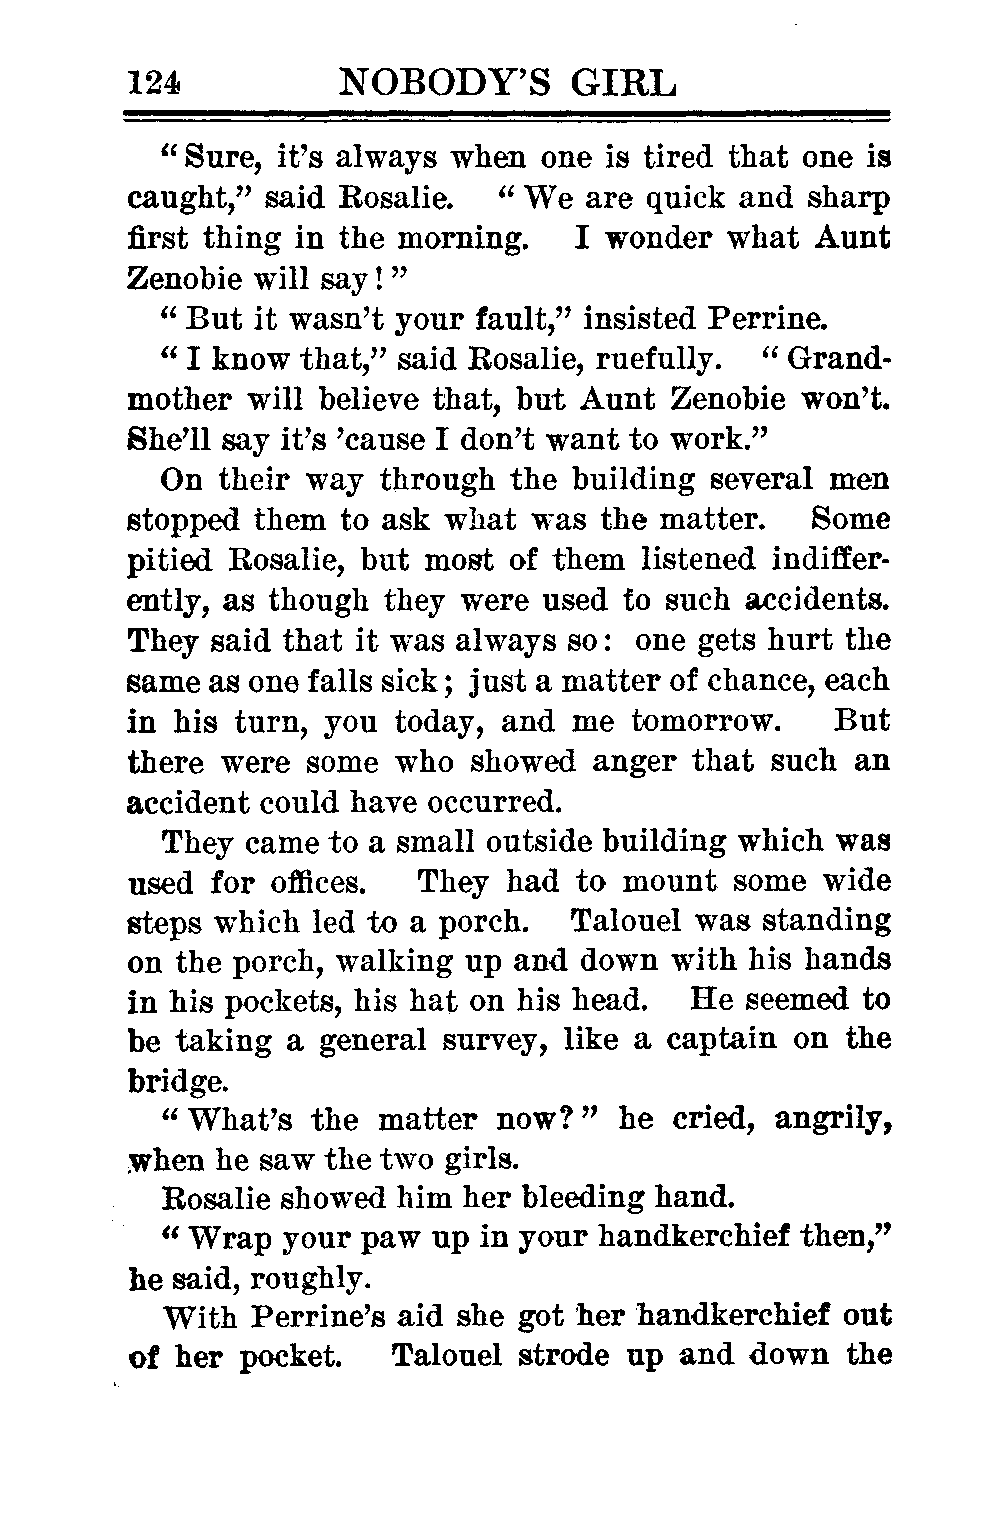 124 NOBODY'S GIRL
“ Sure, it's always when one is tired that one is
caught,” said Rosalie. “ We are quick and sharp
first thing in the morning. I wonder what Aunt
Zenobie will say! ”
“ But it wasn't your fault,” insisted Perrine.
“ I know that,” said Rosalie, ruefully. “ Grand-
mother will believe that, but Aunt Zenobie won't.
She'll say it's 'cause I don't want to work.”
On their way through the building several men
stopped them to ask what was the matter. Some
pitied Rosalie, but most of them listened indiffer-
ently, as though they were used to such accidents.
They said that it was always so: one gets hurt the
same as one falls sick; just a matter of chance, each
in his turn, you today, and me tomorrow. But
there were some who showed anger that such an
accident could have occurred.
They came to a small outside building which was
used for offices. They had to mount some wide
steps which led to a porch. Talouel was standing
on the porch, walking up and down with his hands
in his pockets, his hat on his head. He seemed to
be taking a general survey, like a captain on the
bridge.
“ What's the matter now? ” he cried, angrily,
when he saw the two girls.
Rosalie showed him her bleeding hand.
“ Wrap your paw up in your handkerchief then,”
he said, roughly.
With Perrine's aid she got her handkerchief out
of her pocket. Talouel strode up and down the